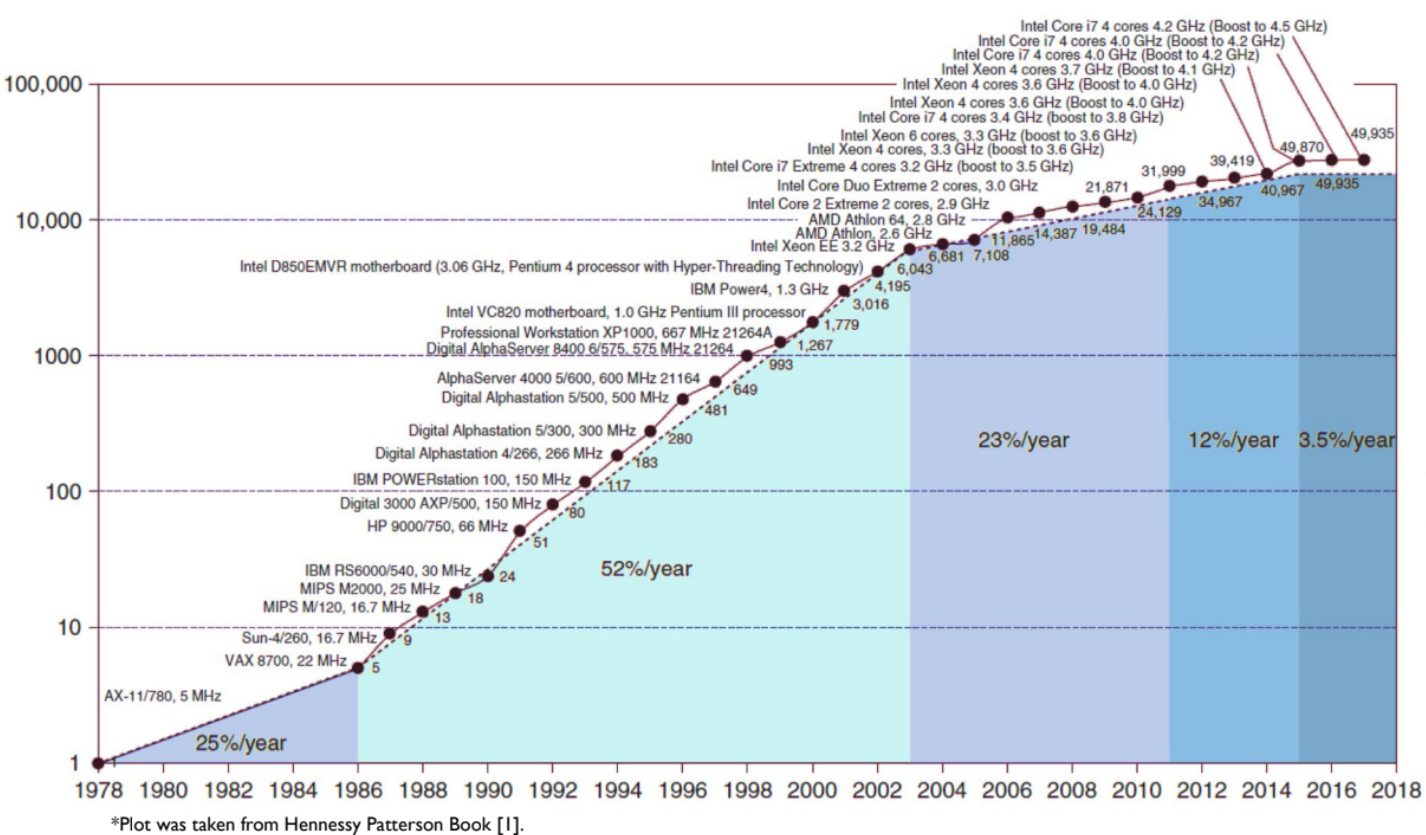 Intel Core i7 4 cores 4.2 GHz (Boost to 4.5 GHz)
Intel Core i7 4 cores 4.0 GHz (Boost to 4.2 GHz)
Intel Core i7 4 cores 4.0 GHz (Boost to 4.2 GHz)
Intel Xeon 4 cores 3.7 GHz (Boost to 4.1 GHz)
Intel Xeon 4 cores 3.6 GHz (Boost to 4.0 GHz)
Intel Xeon 4 cores 3.6 GHz (Boost to 4.0 GHz)
Intel Core i7 4 cores 3.4 GHz (boost to 3.8 GHz)
Intel Xeon 6 cores, 3.3 GHz (boost to 3.6 GHz)
Intel Xeon 4 cores, 3.3 GHz (boost to 3.6 GHz)
Intel Core i7 Extreme 4 cores 3.2 GHz (boost to 3.5 GHz)
Intel Core Duo Extreme 2 cores, 3.0 GHz
Intel Core 2 Extreme 2 cores, 2.9 GHz
AMD Athlon 64, 2.8 GHz
AMD Athlon, 2.6 GHz
Intel Xeon EE 3.2 GHz
Intel D850EMVR motherboard (3.06 GHz, Pentium 4 processor with Hyper-Threading Technology)
IBM Power4, 1.3 GHz
Intel VC820 motherboard, 1.0 GHz Pentium III processor
Professional Workstation XP1000, 667 MHz 21264A
Digital AlphaServer 8400 6/575, 575 MHz 21264
AlphaServer 4000 5/600, 600 MHz 21164
Digital Alphastation 5/500, 500 MHz
Digital Alphastation 5/300, 300 MHz
Digital Alphastation 4/266, 266 MHz
IBM POWERstation 100, 150 MHz
Digital 3000 AXP/500, 150 MHz
HP 9000/750, 66 MHz
IBM RS6000/540, 30 MHz
MIPS M2000, 25 MHz
MIPS M/120, 16.7 MHz
Sun-4/260, 16.7 MHz
VAX 8700, 22 MHz
AX-11/780, 5 MHz
100,000
10,000
1000
100
10
1
1
5
9
13
18
24
51
80
117
183
280
481
649
993
1,267
1,779
3,016
4,195
6,043
6,681
7,108
11,865
14,387
19,484
21,871
24,129
31,999
34,967
39,419
40,967
49,870
49,935
49,935
25%/year
52%/year
23%/year
12%/year
3.5%/year
1978 1980 1982 1984 1986 1988 1990 1992 1994 1996 1998 2000 2002 2004 2006 2008 2010 2012 2014 2016 2018
*Plot was taken from Hennessy Patterson Book [1].